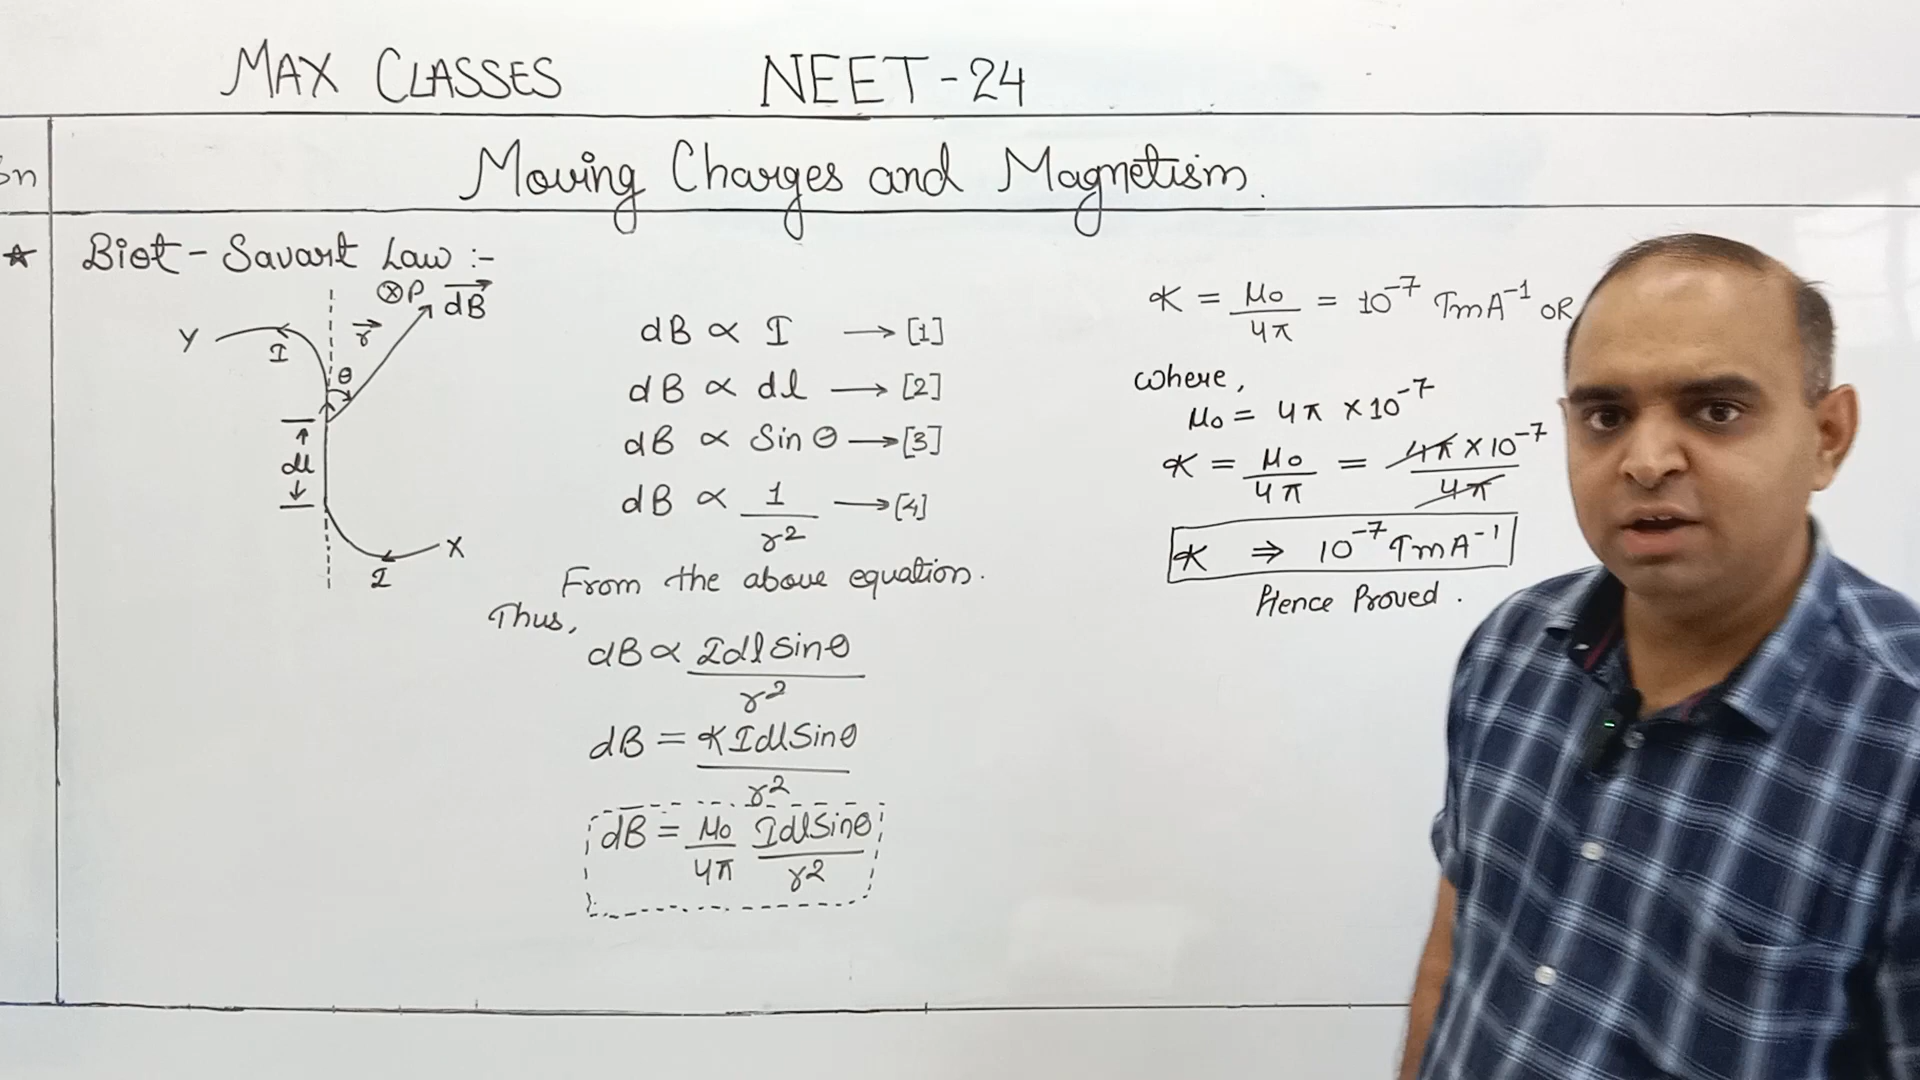 MAX CLASSES NEET-24
Moving Charges and Magnetism.
★ Biot-Savart Law :-
⊗P dB→
r→
Y
I
θ
dl
X
I
dB ∝ I → [1]
dB ∝ dl → [2]
dB ∝ Sin θ → [3]
dB ∝ 1/r² → [4]
From the above equation.
Thus,
dB ∝ Idl Sinθ/r²
dB = K Idl Sinθ/r²
dB = μ₀/4π Idl Sinθ/r²
K = μ₀/4π = 10⁻⁷ TmA⁻¹ OR
where,
μ₀ = 4π × 10⁻⁷
K = μ₀/4π = 4π × 10⁻⁷/4π
K ⇒ 10⁻⁷ TmA⁻¹
Hence Proved.